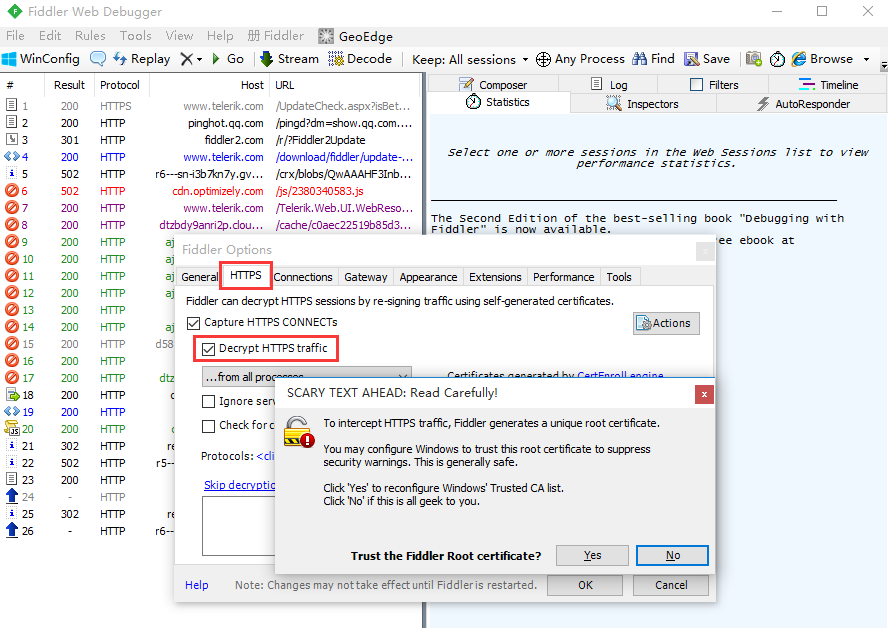 Fiddler Web Debugger
File Edit Rules Tools View Help 册 Fiddler GeoEdge
WinConfig Replay Go Stream Decode Keep: All sessions Any Process Find Save Browse
# Result Protocol Host URL
1 200 HTTPS www.telerik.com /UpdateCheck.aspx?isBet...
2 200 HTTP pinghot.qq.com /pingd?dm=show.qq.com....
3 301 HTTP fiddler2.com /r/?Fiddler2Update
4 200 HTTP www.telerik.com /download/fiddler/update-...
5 502 HTTP r6---sn-i3b7kn7y.gv... /crx/blobs/QwAAAHF3Inb...
6 502 HTTP cdn.optimizely.com /js/2380340583.js
7 200 HTTP www.telerik.com /Telerik.Web.UI.WebReso...
8 200 HTTP dtzbdy9anri2p.clou... /cache/c0aec22519b85d3...
9 200 HTTP aj
10 200 HTTP aj
11 200 HTTP aj
12 200 HTTP aj
13 200 HTTP
14 200 HTTP aj
15 200 HTTP d58
16 200 HTTP
17 200 HTTP dtz
18 200 HTTP
19 200 HTTP
20 200 HTTP
21 302 HTTP re
22 502 HTTP r5---
23 200 HTTP
24 - HTTP
25 302 HTTP re
26 - HTTP r6---
Composer Log Filters Timeline
Statistics Inspectors AutoResponder
Select one or more sessions in the Web Sessions list to view
performance statistics.
The Second Edition of the best-selling book "Debugging with
Fiddler" is now available.
ee ebook at
Fiddler Options
General HTTPS Connections Gateway Appearance Extensions Performance Tools
Fiddler can decrypt HTTPS sessions by re-signing traffic using self-generated certificates.
Capture HTTPS CONNECTs
Actions
Decrypt HTTPS traffic
...from all processes
Certificates generated by CertEnroll engine
Ignore serv
Check for c
Protocols: <cli
Skip decryptio
Help Note: Changes may not take effect until Fiddler is restarted. OK Cancel
SCARY TEXT AHEAD: Read Carefully!
x
To intercept HTTPS traffic, Fiddler generates a unique root certificate.
You may configure Windows to trust this root certificate to suppress
security warnings. This is generally safe.
Click 'Yes' to reconfigure Windows' Trusted CA list.
Click 'No' if this is all geek to you.
Trust the Fiddler Root certificate? Yes No